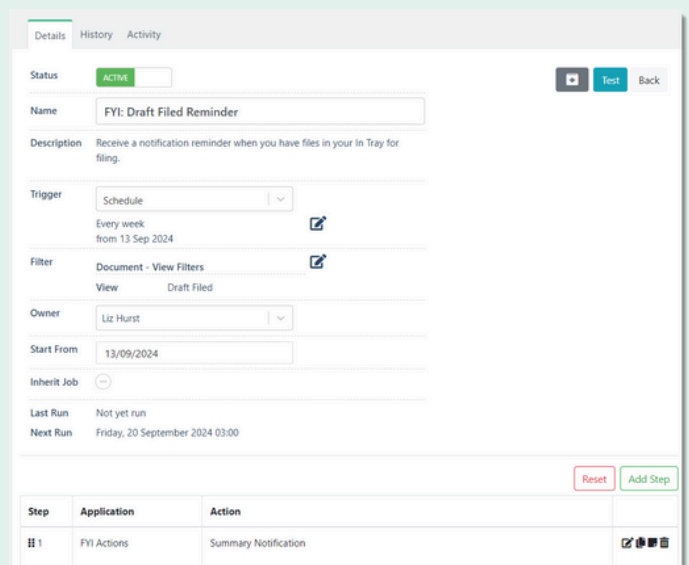 Details History Activity
Status ACTIVE Test Back
Name FYI: Draft Filed Reminder
Description Receive a notification reminder when you have files in your In Tray for
filing.
Trigger Schedule
Every week
from 13 Sep 2024
Filter Document - View Filters
View Draft Filed
Owner Liz Hurst
Start From 13/09/2024
Inherit Job
Last Run Not yet run
Next Run Friday, 20 September 2024 03:00
Reset Add Step
Step Application Action
1 FYI Actions Summary Notification